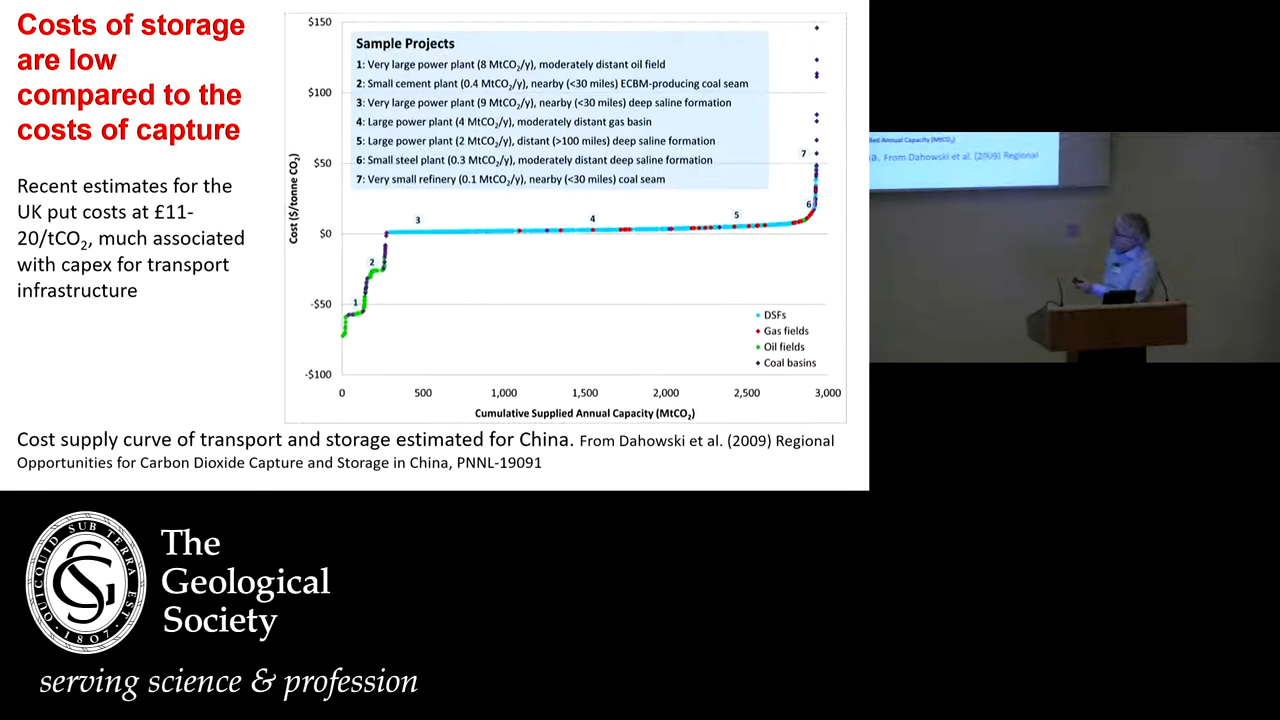 Costs of storage
are low
compared to the
costs of capture
Recent estimates for the
UK put costs at £11-
20/tCO₂, much associated
with capex for transport
infrastructure
$150
$100
$50
$0
-$50
-$100
Cost ($/tonne CO₂)
Sample Projects
1: Very large power plant (8 MtCO₂/y), moderately distant oil field
2: Small cement plant (0.4 MtCO₂/y), nearby (<30 miles) ECBM-producing coal seam
3: Very large power plant (9 MtCO₂/y), nearby (<30 miles) deep saline formation
4: Large power plant (4 MtCO₂/y), moderately distant gas basin
5: Large power plant (2 MtCO₂/y), distant (>100 miles) deep saline formation
6: Small steel plant (0.3 MtCO₂/y), moderately distant deep saline formation
7: Very small refinery (0.1 MtCO₂/y), nearby (<30 miles) coal seam
1
2
3
4
5
6
7
DSFs
Gas fields
Oil fields
Coal basins
0 500 1,000 1,500 2,000 2,500 3,000
Cumulative Supplied Annual Capacity (MtCO₂)
Cost supply curve of transport and storage estimated for China. From Dahowski et al. (2009) Regional
Opportunities for Carbon Dioxide Capture and Storage in China, PNNL-19091
Annual Capacity (MtCO₂)
a. From Dahowski et al. (2009) Regional
QUICQUID SUB TERRA EST
1807
The
Geological
Society
serving science & profession